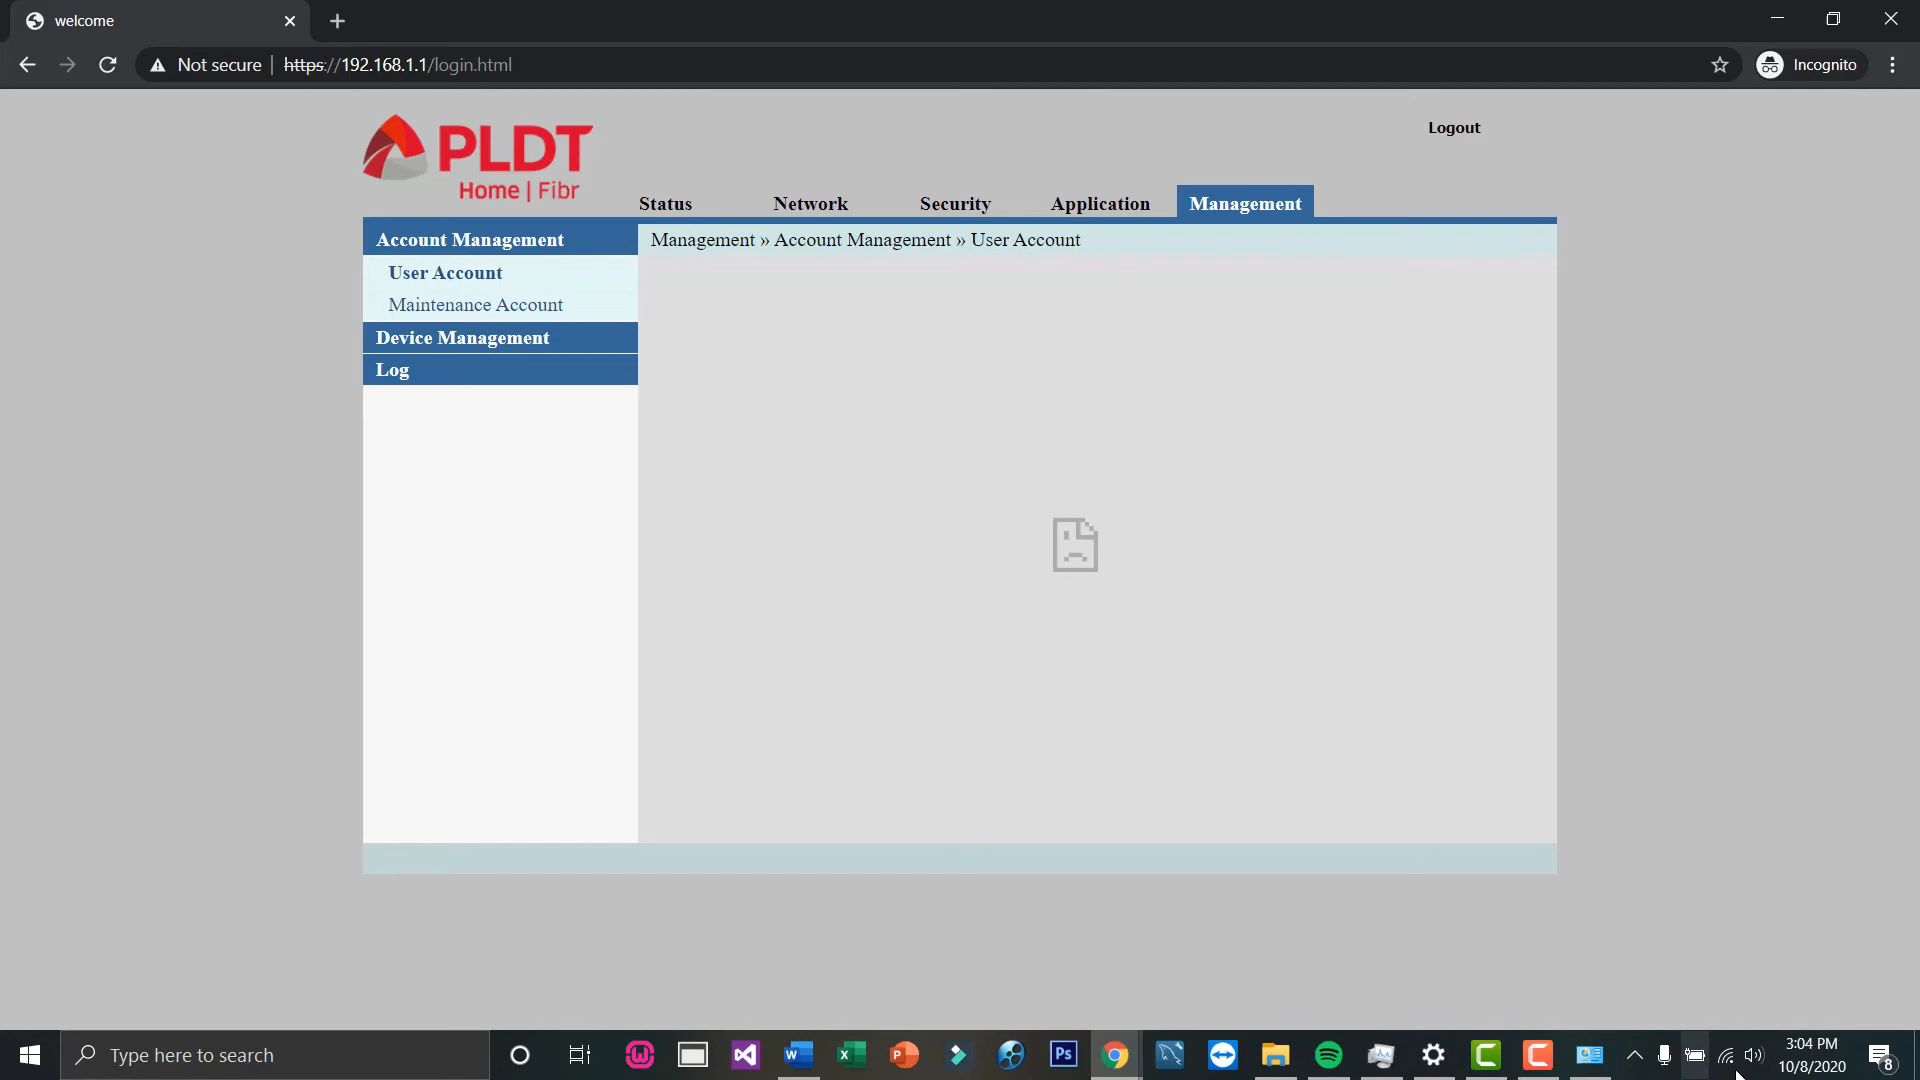 welcome
Not secure | https://192.168.1.1/login.html
Incognito
PLDT
Home | Fibr
Logout
Status Network Security Application Management
Account Management
User Account
Maintenance Account
Device Management
Log
Management » Account Management » User Account
Type here to search
W
X
P
Ps
3:04 PM
10/8/2020
8